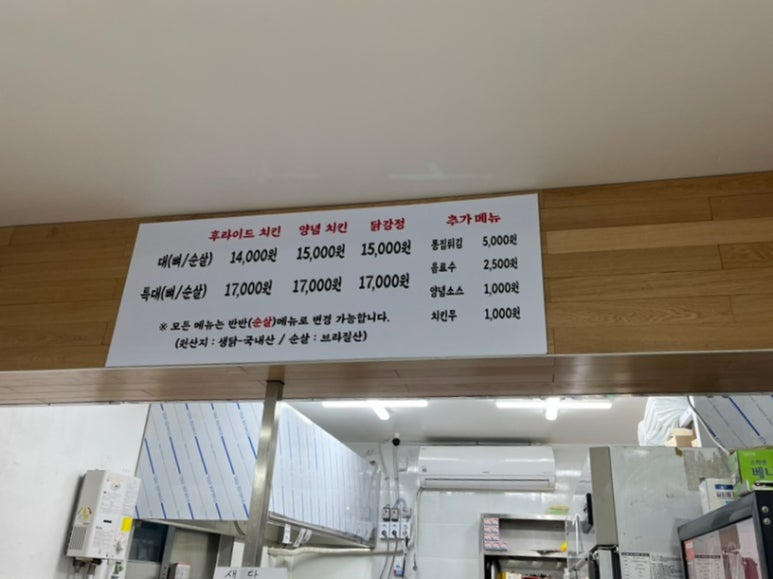 후라이드 치킨 양념 치킨 닭강정 추가 메뉴
대(뼈/순살) 14,000원 15,000원 15,000원 똥집튀김 5,000원
음료수 2,500원
특대(뼈/순살) 17,000원 17,000원 17,000원 양념소스 1,000원
치킨무 1,000원
※ 모든 메뉴는 반반(순살)메뉴로 변경 가능합니다.
(원산지 : 생닭-국내산 / 순살 : 브라질산)